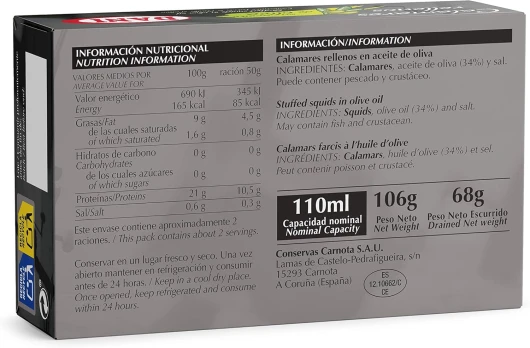 DANI
Calamares
rellenos
INFORMACIÓN NUTRICIONAL
NUTRITION INFORMATION
VALORES MEDIOS POR 100g ración 50g
AVERAGE VALUE FOR
Valor energético 690 kJ 345 kJ
Energy 165 kcal 85 kcal
Grasas/Fat 9 g 4,5 g
de las cuales saturadas 1,6 g 0,8 g
of which saturated
Hidratos de carbono 0 g 0 g
Carbohydrates
de los cuales azúcares 0 g 0 g
of which sugars
Proteínas/Proteins 21 g 10,5 g
Sal/Salt 0,6 g 0,3 g
Este envase contiene aproximadamente 2
raciones. / This pack contains about 2 servings.
Conservar en un lugar fresco y seco. Una vez
abierto mantener en refrigeración y consumir
antes de 24 horas. / Keep in a cool dry place.
Once opened, keep refrigerated and consume
within 24 hours.
INFORMACIÓN/INFORMATION
Calamares rellenos en aceite de oliva
INGREDIENTES: Calamares, aceite de oliva (34%) y sal.
Puede contener pescado y crustáceo.
Stuffed squids in olive oil
INGREDIENTS: Squids, olive oil (34%) and salt.
May contain fish and crustacean.
Calamars farcis à l'huile d'olive
INGRÉDIENTS: Calamars, huile d'olive (34%) et sel.
Peut contenir poisson et crustacé.
110ml
Capacidad nominal
Nominal Capacity
106g
Peso Neto
Net Weight
68g
Peso Neto Escurrido
Drained Net weight
Conservas Carnota S.A.U.
Lamas de Castelo-Pedrafigueira, s/n
15293 Carnota
A Coruña (España)
ES
12.10662/C
CE